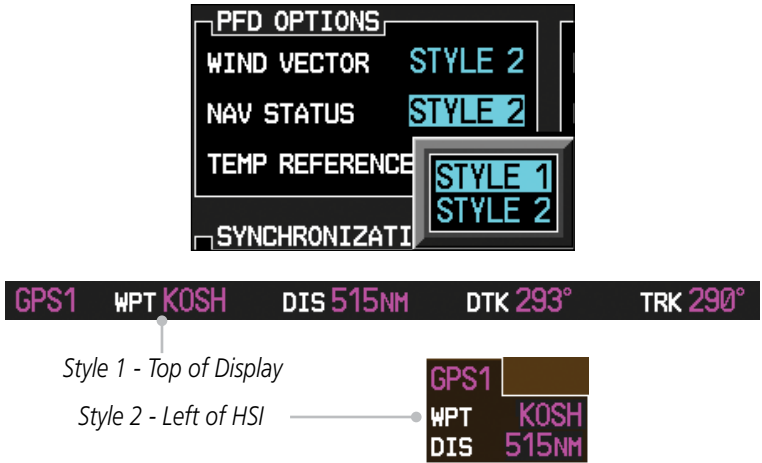 PFD OPTIONS
WIND VECTOR STYLE 2
NAV STATUS STYLE 2
TEMP REFERENCE
STYLE 1
STYLE 2
SYNCHRONIZATI
GPS1 WPT KOSH DIS 515NM DTK 293° TRK 290°
Style 1 - Top of Display
Style 2 - Left of HSI
GPS1
WPT KOSH
DIS 515NM